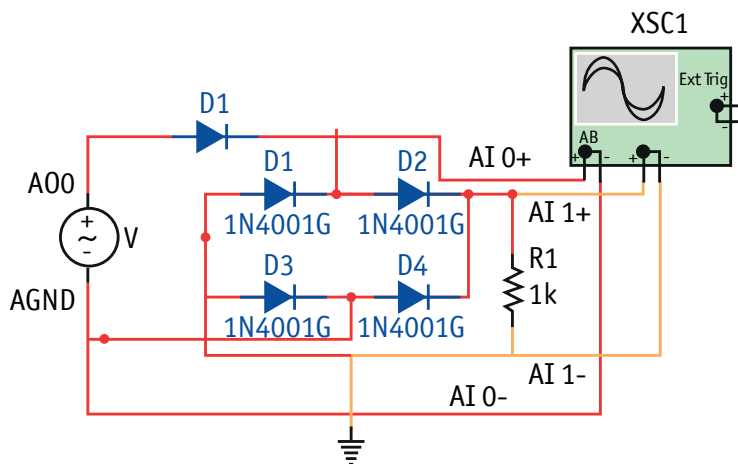 XSC1
Ext Trig
+
-
AB
+ - + -
D1
AI 0+
AO0
D1 D2
1N4001G 1N4001G
AI 1+
+
~
-
V
D3 D4
R1
1k
AGND
1N4001G 1N4001G
AI 1-
AI 0-